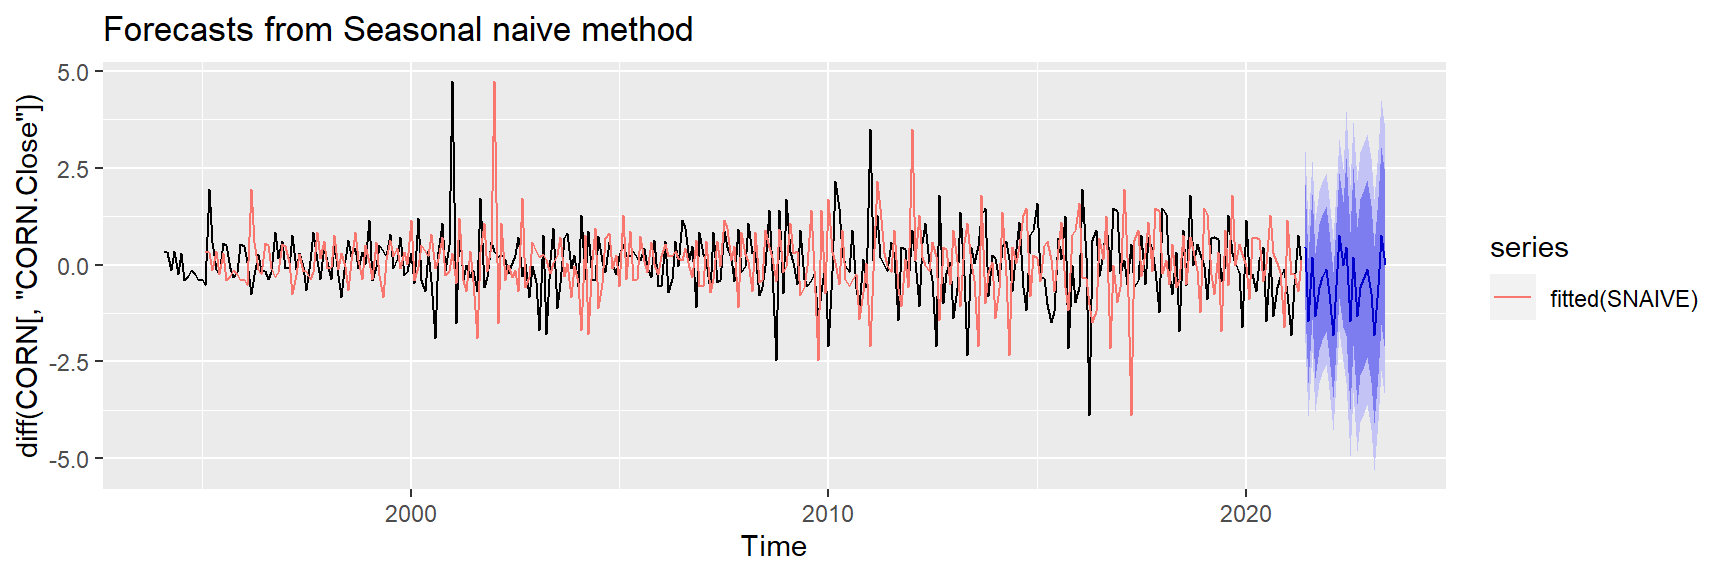 Forecasts from Seasonal naive method
diff(CORN[, "CORN.Close"])
5.0
2.5
0.0
-2.5
-5.0
2000
2010
2020
Time
series
fitted(SNAIVE)